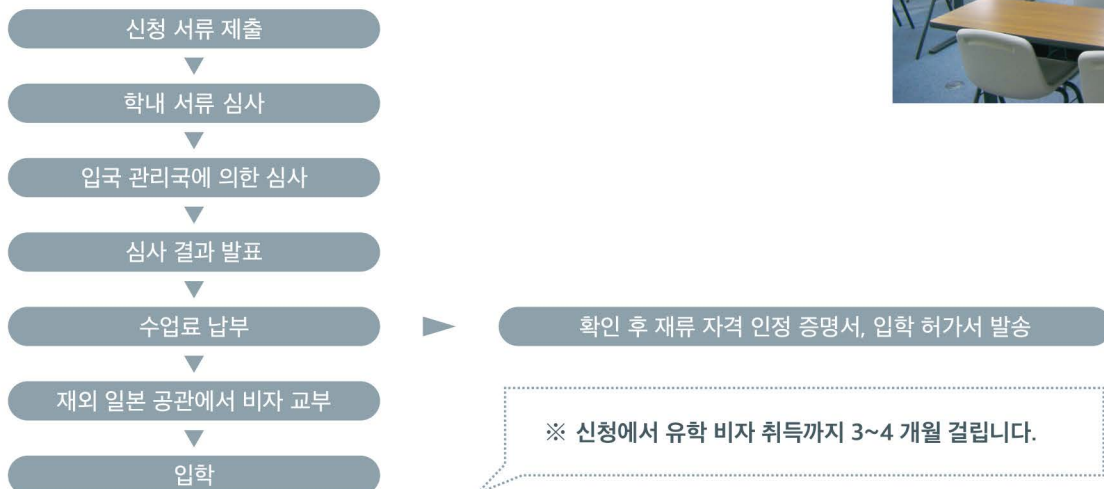 신청 서류 제출
학내 서류 심사
입국 관리국에 의한 심사
심사 결과 발표
수업료 납부
확인 후 재류 자격 인정 증명서, 입학 허가서 발송
재외 일본 공관에서 비자 교부
※ 신청에서 유학 비자 취득까지 3~4 개월 걸립니다.
입학